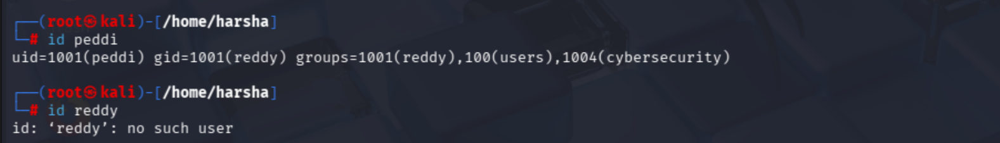 ┌──(root㉿kali)-[/home/harsha]
└─# id peddi
uid=1001(peddi) gid=1001(reddy) groups=1001(reddy),100(users),1004(cybersecurity)
┌──(root㉿kali)-[/home/harsha]
└─# id reddy
id: ‘reddy’: no such user